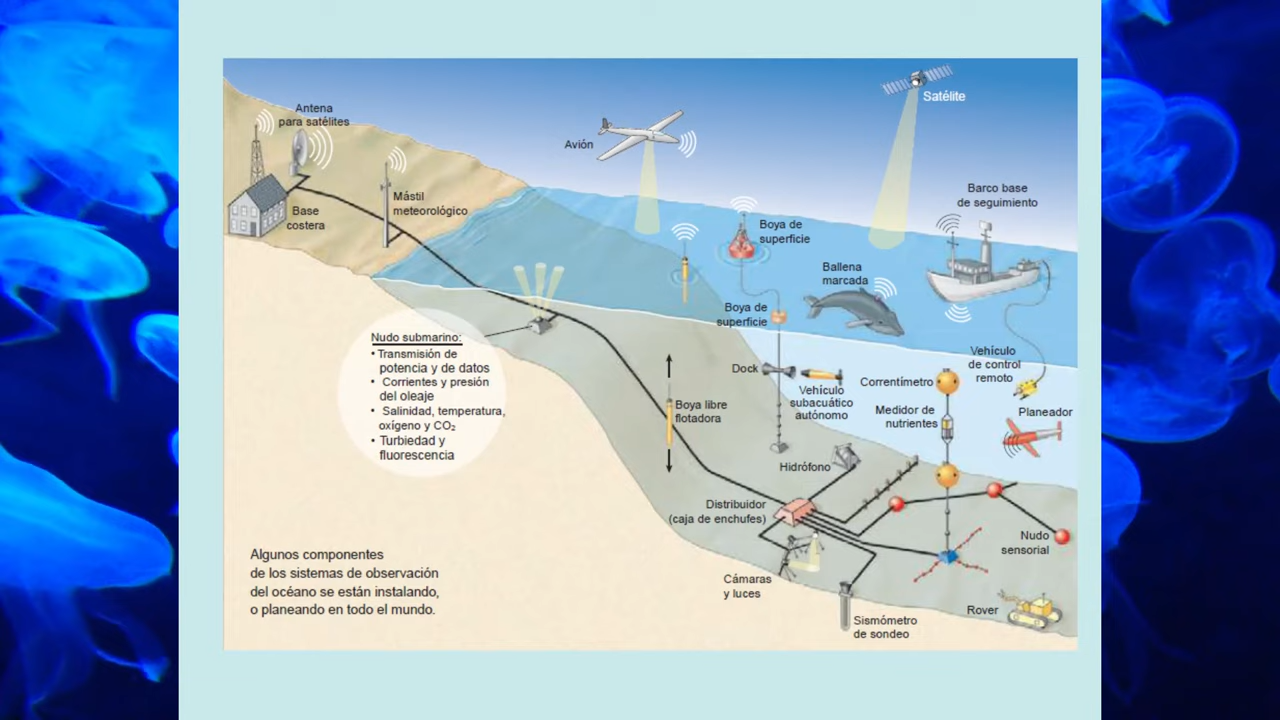 Antena
para satélites
Satélite
Avión
Barco base
de seguimiento
Mástil
meteorológico
Base
costera
Boya de
superficie
Ballena
marcada
Boya de
superficie
Nudo submarino:
• Transmisión de
potencia y de datos
• Corrientes y presión
del oleaje
• Salinidad, temperatura,
oxígeno y CO₂
• Turbiedad y
fluorescencia
Dock
Vehículo
subacuático
autónomo
Vehículo
de control
remoto
Correntímetro
Medidor de
nutrientes
Planeador
Boya libre
flotadora
Hidrófono
Distribuidor
(caja de enchufes)
Nudo
sensorial
Cámaras
y luces
Sismómetro
de sondeo
Rover
Algunos componentes
de los sistemas de observación
del océano se están instalando,
o planeando en todo el mundo.